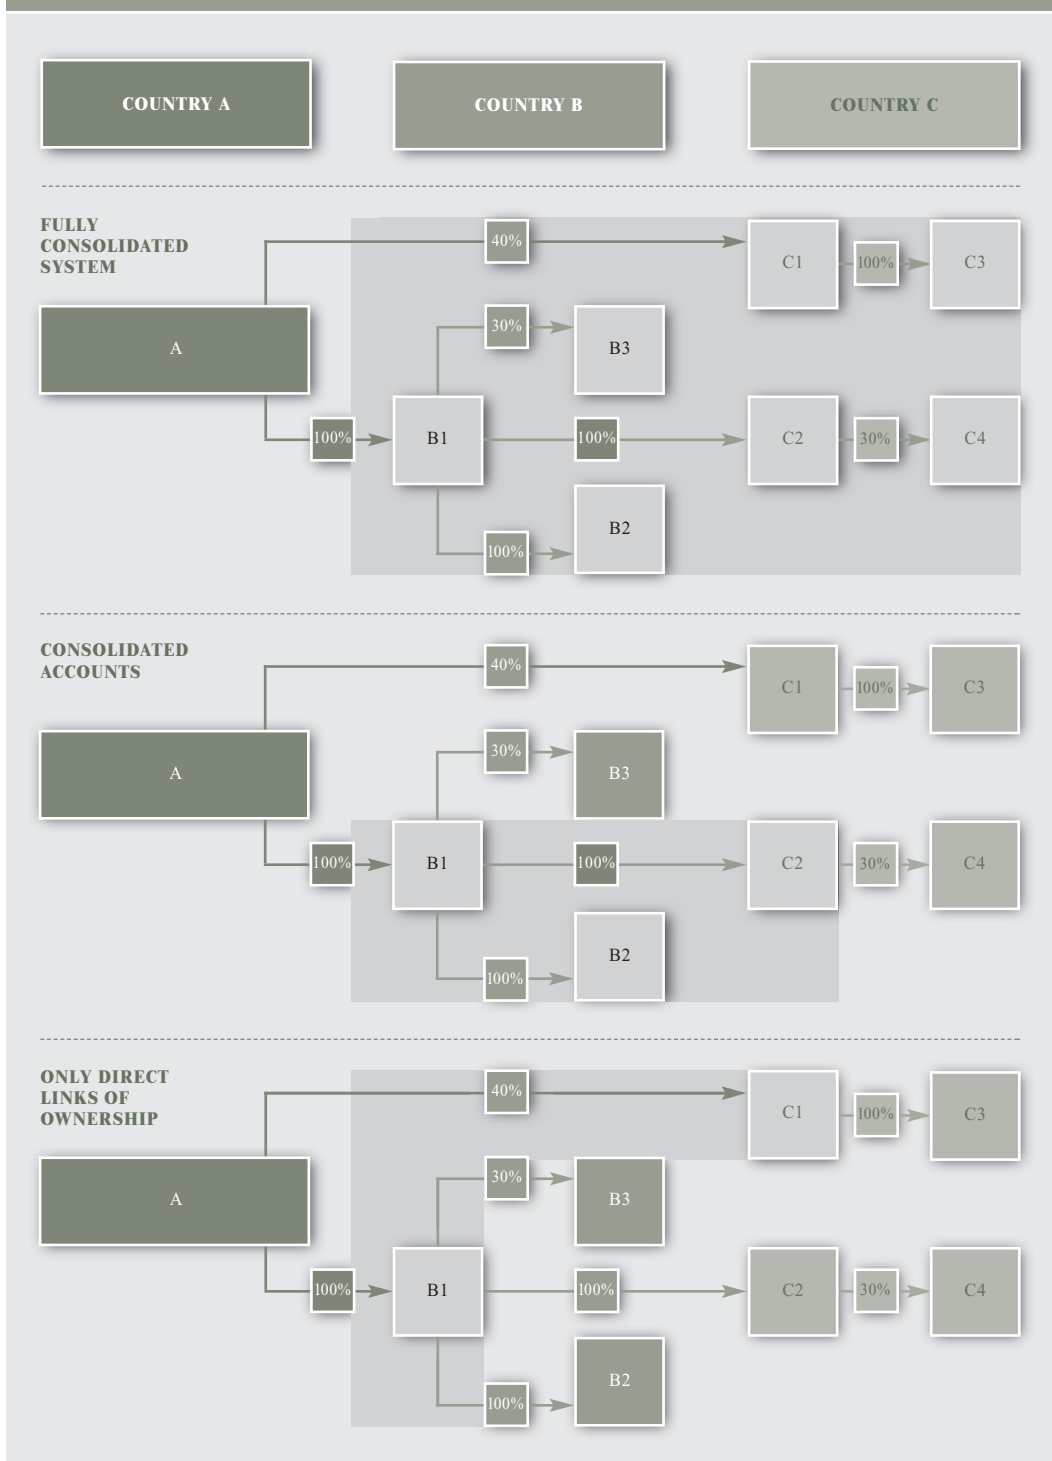 COUNTRY A
COUNTRY B
COUNTRY C
FULLY
CONSOLIDATED
SYSTEM
40%
C1
100%
C3
A
30%
B3
100%
B1
100%
C2
30%
C4
B2
100%
CONSOLIDATED
ACCOUNTS
40%
C1
100%
C3
A
30%
B3
100%
B1
100%
C2
30%
C4
B2
100%
ONLY DIRECT
LINKS OF
OWNERSHIP
40%
C1
100%
C3
A
30%
B3
100%
B1
100%
C2
30%
C4
B2
100%